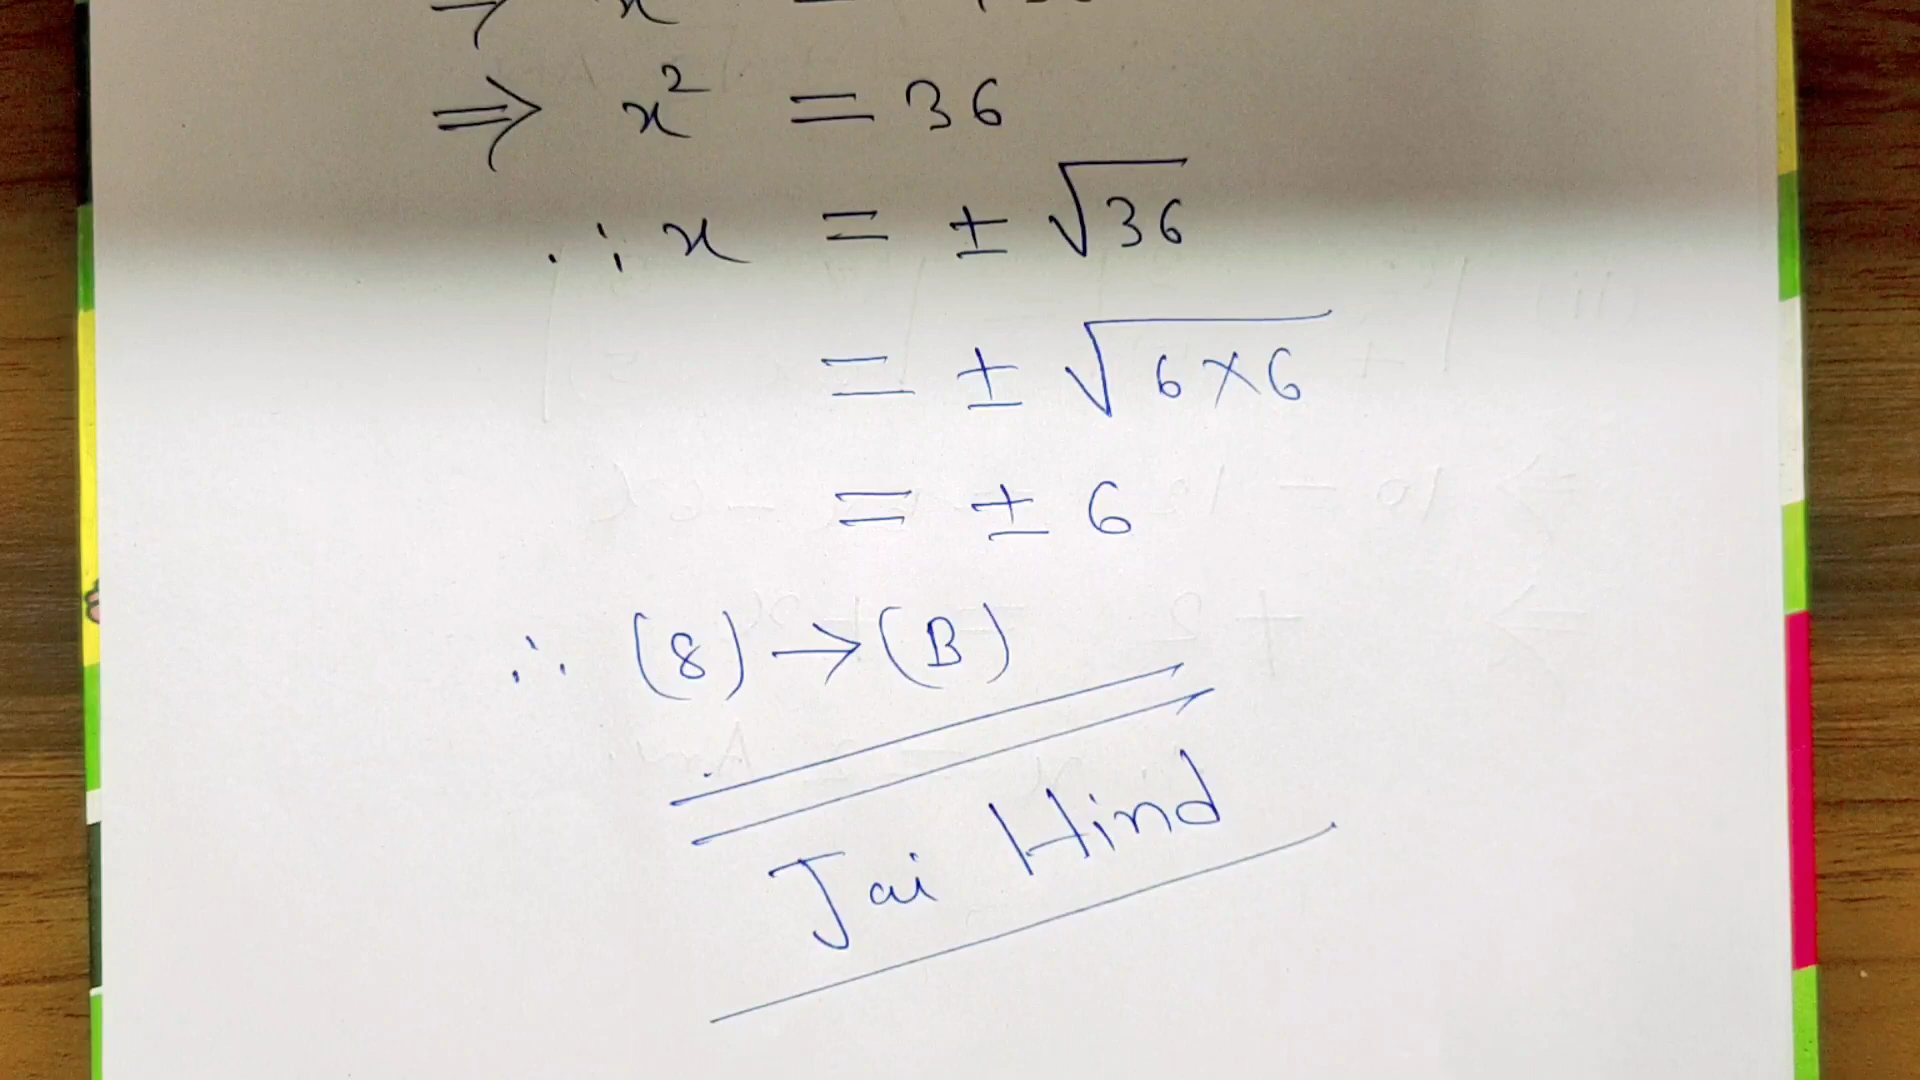 ⇒ x² = 36
∴ x = ± √36
= ± √6×6
= ± 6
∴ (8) → (B)
Jai Hind